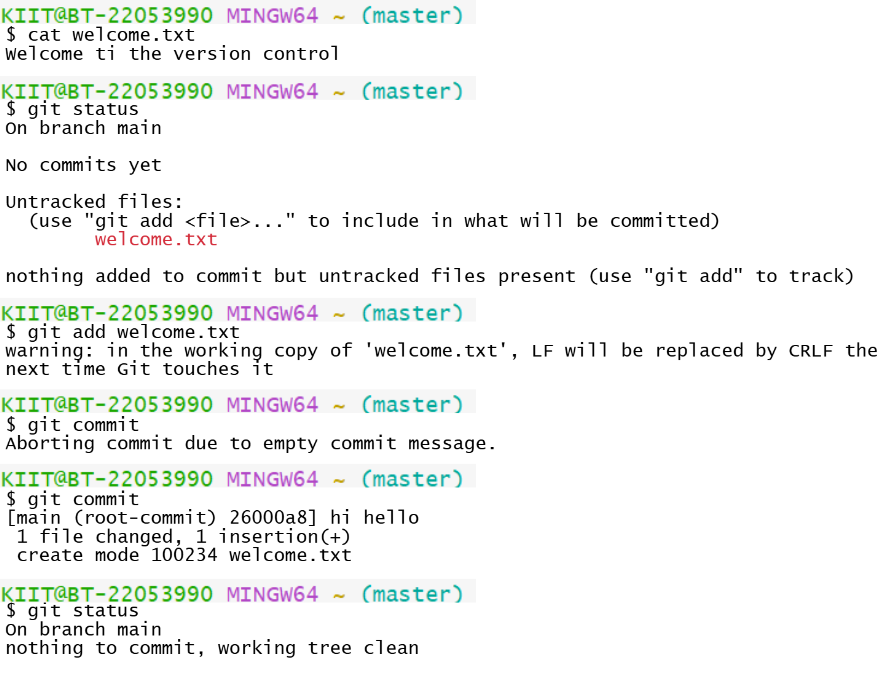 KIIT@BT-22053990 MINGW64 ~ (master)
$ cat welcome.txt
Welcome ti the version control
KIIT@BT-22053990 MINGW64 ~ (master)
$ git status
On branch main
No commits yet
Untracked files:
(use "git add <file>..." to include in what will be committed)
welcome.txt
nothing added to commit but untracked files present (use "git add" to track)
KIIT@BT-22053990 MINGW64 ~ (master)
$ git add welcome.txt
warning: in the working copy of 'welcome.txt', LF will be replaced by CRLF the
next time Git touches it
KIIT@BT-22053990 MINGW64 ~ (master)
$ git commit
Aborting commit due to empty commit message.
KIIT@BT-22053990 MINGW64 ~ (master)
$ git commit
[main (root-commit) 26000a8] hi hello
1 file changed, 1 insertion(+)
create mode 100234 welcome.txt
KIIT@BT-22053990 MINGW64 ~ (master)
$ git status
On branch main
nothing to commit, working tree clean